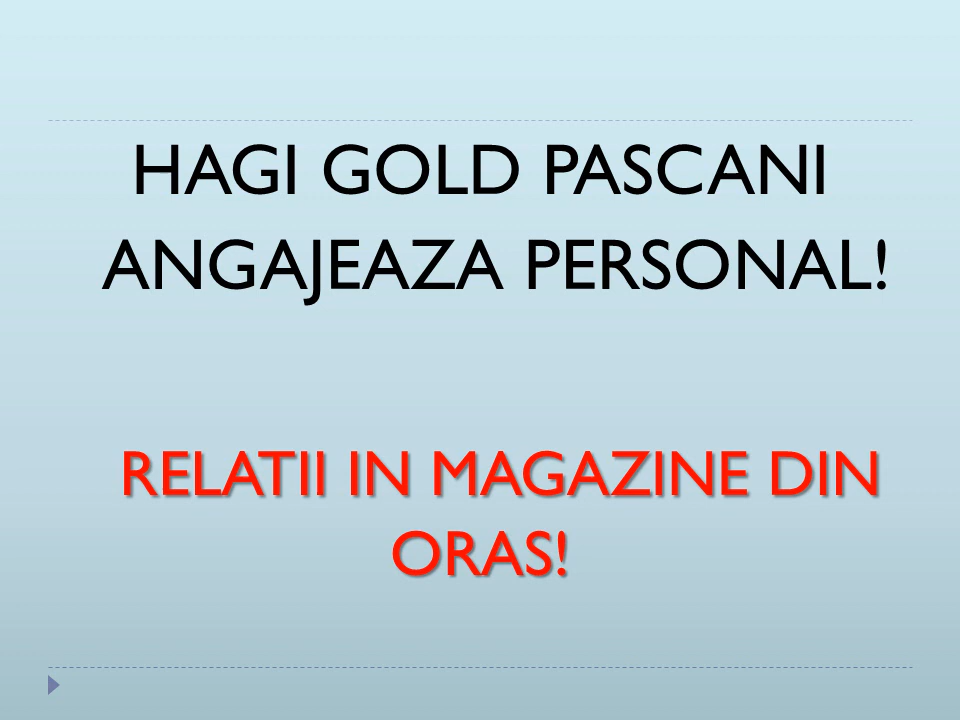 HAGI GOLD PASCANI
ANGAJEAZA PERSONAL!
RELATII IN MAGAZINE DIN
ORAS!